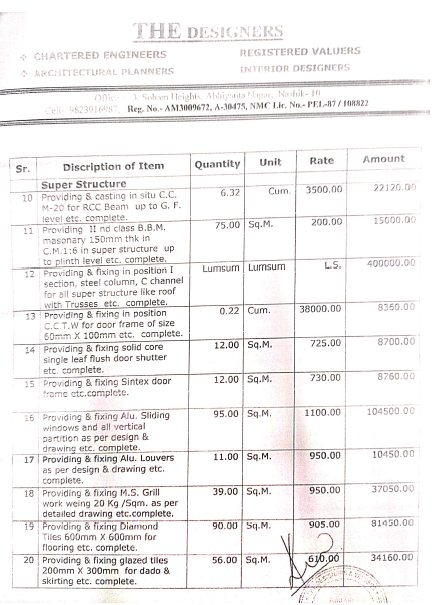 THE DESIGNERS
CHARTERED ENGINEERS
REGISTERED VALUERS
ARCHITECTURAL PLANNERS
INTERIOR DESIGNERS
Office 3, Soham Heights, Nagar, Nashik - 10
Cell- 9823916987, Reg. No.- AM3009672, A-30475, NMC Lic. No.- PEL-87 / 108822
Sr. Discription of Item Quantity Unit Rate Amount
Super Structure
10 Providing & casting in situ C.C. 6.32 Cum. 3500.00 22120.00
M-20 for RCC Beam up to G. F.
level etc. complete.
11 Providing II nd class B.B.M. 75.00 Sq.M. 200.00 15000.00
masonary 150mm thk in
C.M.1:6 in super structure up
to plinth level etc. complete.
12 Providing & fixing in position I Lumsum Lumsum L.S. 400000.00
section, steel column, C channel
for all super structure like roof
with Trusses etc. complete.
13 Providing & fixing in position 0.22 Cum. 38000.00 8360.00
C.C.T.W for door frame of size
60mm X 100mm etc. complete.
14 Providing & fixing solid core 12.00 Sq.M. 725.00 8700.00
single leaf flush door shutter
etc. complete.
15 Providing & fixing Sintex door 12.00 Sq.M. 730.00 8760.00
frame etc.complete.
16 Providing & fixing Alu. Sliding 95.00 Sq.M. 1100.00 104500.00
windows and all vertical
partition as per design &
drawing etc. complete.
17 Providing & fixing Alu. Louvers 11.00 Sq.M. 950.00 10450.00
as per design & drawing etc.
complete.
18 Providing & fixing M.S. Grill 39.00 Sq.M. 950.00 37050.00
work weing 20 Kg /Sqm. as per
detailed drawing etc.complete.
19 Providing & fixing Diamond 90.00 Sq.M. 905.00 81450.00
Tiles 600mm X 600mm for
flooring etc. complete.
20 Providing & fixing glazed tiles 56.00 Sq.M. 610.00 34160.00
200mm X 300mm for dado &
skirting etc. complete.